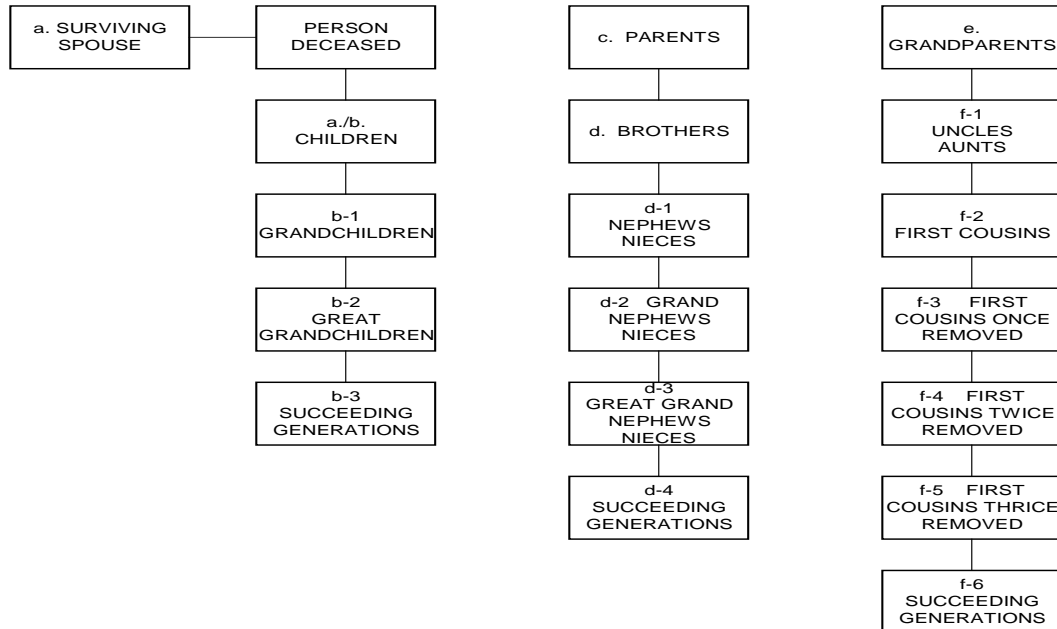 a. SURVIVING
SPOUSE
PERSON
DECEASED
a./b.
CHILDREN
b-1
GRANDCHILDREN
b-2
GREAT
GRANDCHILDREN
b-3
SUCCEEDING
GENERATIONS
c. PARENTS
d. BROTHERS
d-1
NEPHEWS
NIECES
d-2 GRAND
NEPHEWS
NIECES
d-3
GREAT GRAND
NEPHEWS
NIECES
d-4
SUCCEEDING
GENERATIONS
e.
GRANDPARENTS
f-1
UNCLES
AUNTS
f-2
FIRST COUSINS
f-3 FIRST
COUSINS ONCE
REMOVED
f-4 FIRST
COUSINS TWICE
REMOVED
f-5 FIRST
COUSINS THRICE
REMOVED
f-6
SUCCEEDING
GENERATIONS